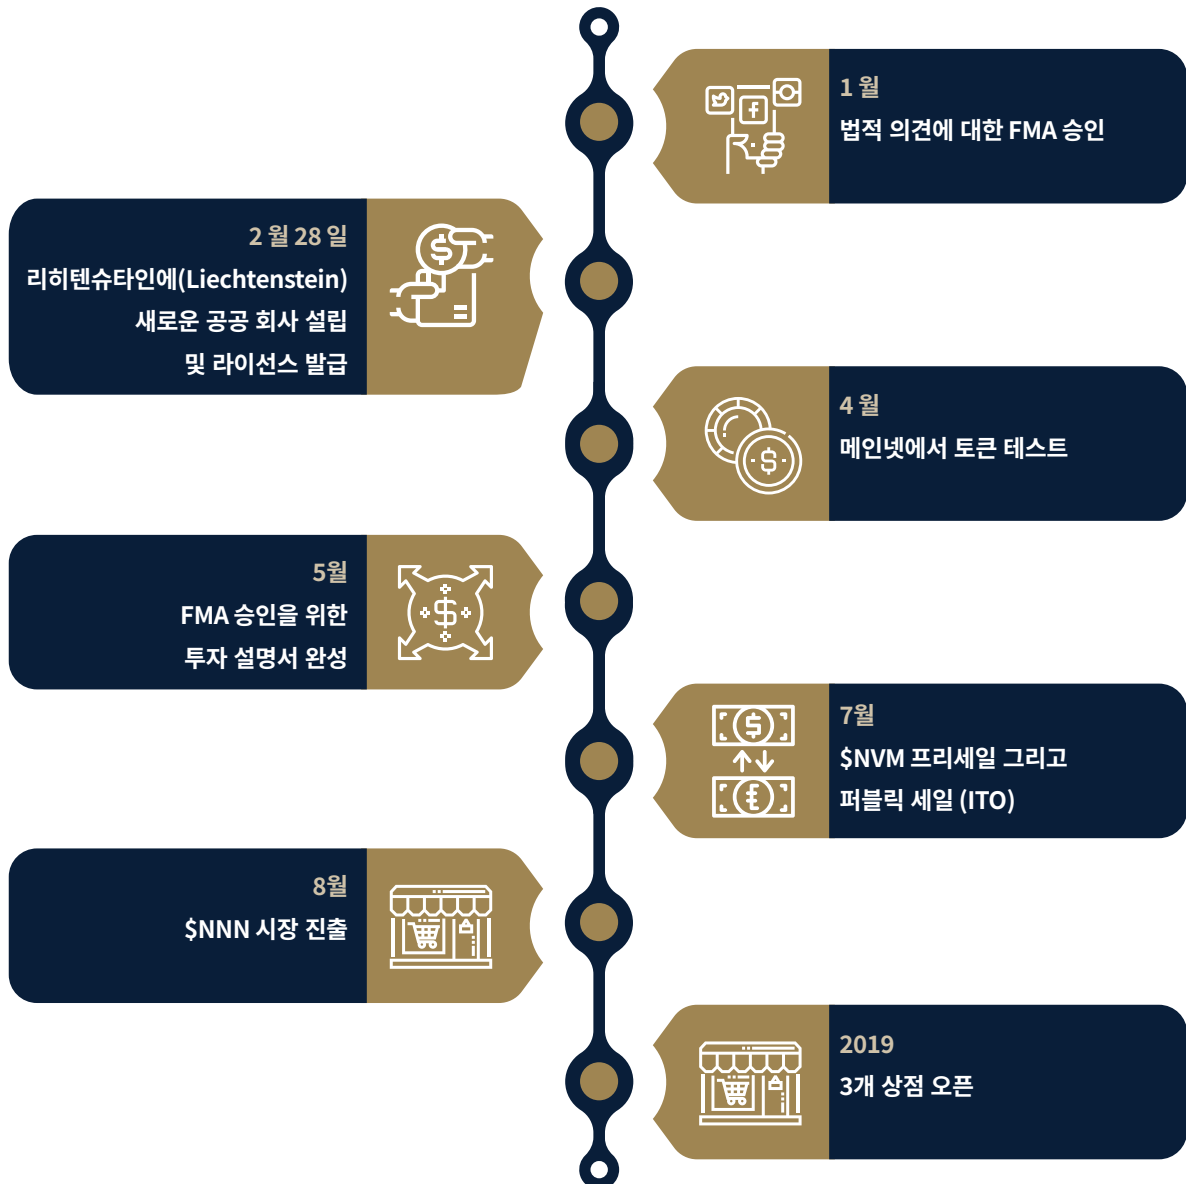 1 월
법적 의견에 대한 FMA 승인
2 월 28 일
리히텐슈타인에(Liechtenstein)
새로운 공공 회사 설립
및 라이선스 발급
4 월
메인넷에서 토큰 테스트
5월
FMA 승인을 위한
투자 설명서 완성
7월
$NVM 프리세일 그리고
퍼블릭 세일 (ITO)
8월
$NNN 시장 진출
2019
3개 상점 오픈